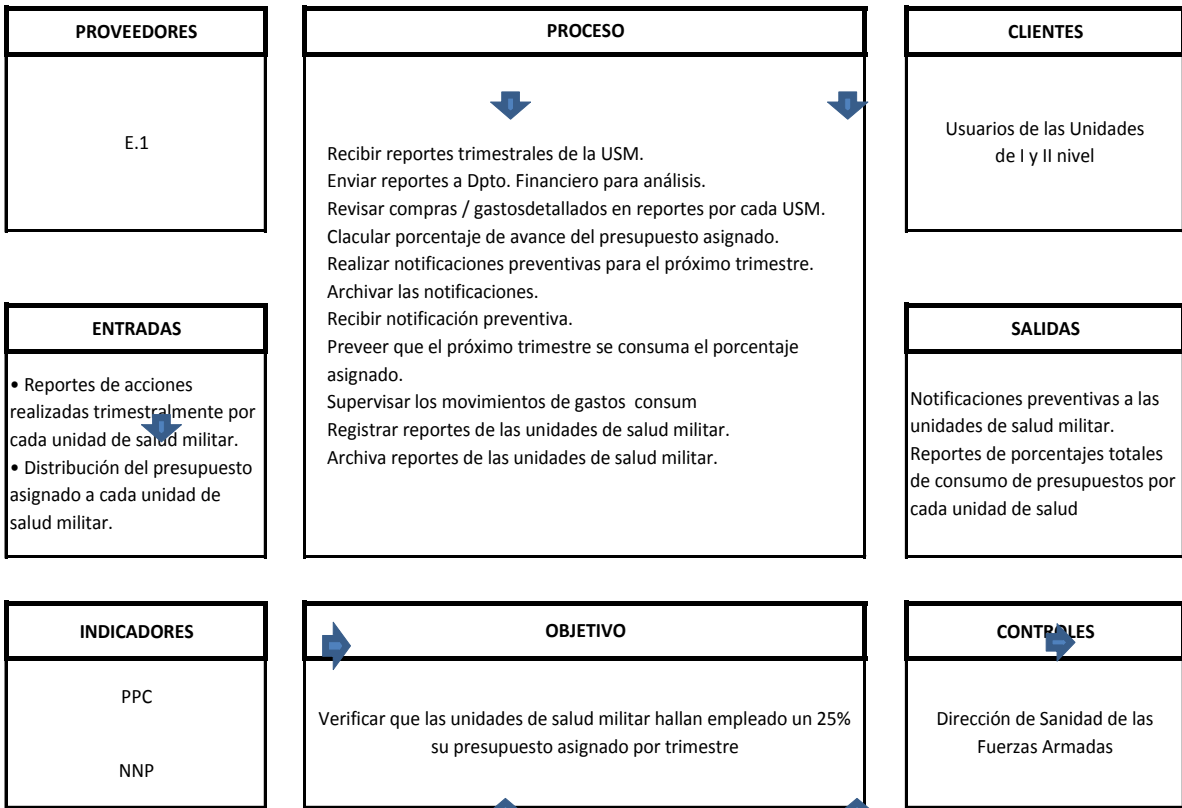 PROVEEDORES
E.1
PROCESO
Recibir reportes trimestrales de la USM.
Enviar reportes a Dpto. Financiero para análisis.
Revisar compras / gastosdetallados en reportes por cada USM.
Clacular porcentaje de avance del presupuesto asignado.
Realizar notificaciones preventivas para el próximo trimestre.
Archivar las notificaciones.
Recibir notificación preventiva.
Preveer que el próximo trimestre se consuma el porcentaje
asignado.
Supervisar los movimientos de gastos consum
Registrar reportes de las unidades de salud militar.
Archiva reportes de las unidades de salud militar.
CLIENTES
Usuarios de las Unidades
de I y II nivel
ENTRADAS
• Reportes de acciones
realizadas trimestralmente por
cada unidad de salud militar.
• Distribución del presupuesto
asignado a cada unidad de
salud militar.
SALIDAS
Notificaciones preventivas a las
unidades de salud militar.
Reportes de porcentajes totales
de consumo de presupuestos por
cada unidad de salud
INDICADORES
PPC
NNP
OBJETIVO
Verificar que las unidades de salud militar hallan empleado un 25%
su presupuesto asignado por trimestre
CONTROLES
Dirección de Sanidad de las
Fuerzas Armadas